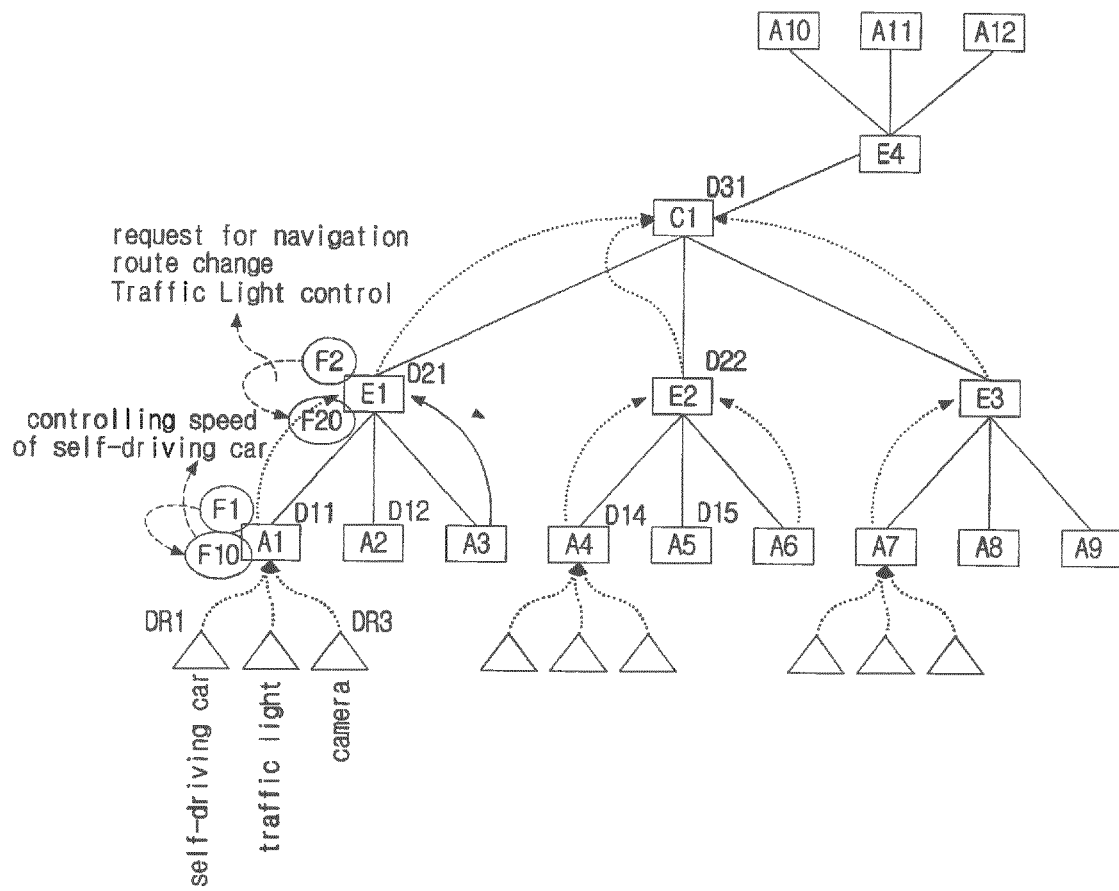 A10 A11 A12
E4
D31
C1
request for navigation
route change
Traffic Light control
F2 D21 D22
E1 E2 E3
F20
controlling speed
of self-driving car
F1 D11 D12 D14 D15
F10 A1 A2 A3 A4 A5 A6 A7 A8 A9
DR1 DR3
self-driving car
traffic light
camera